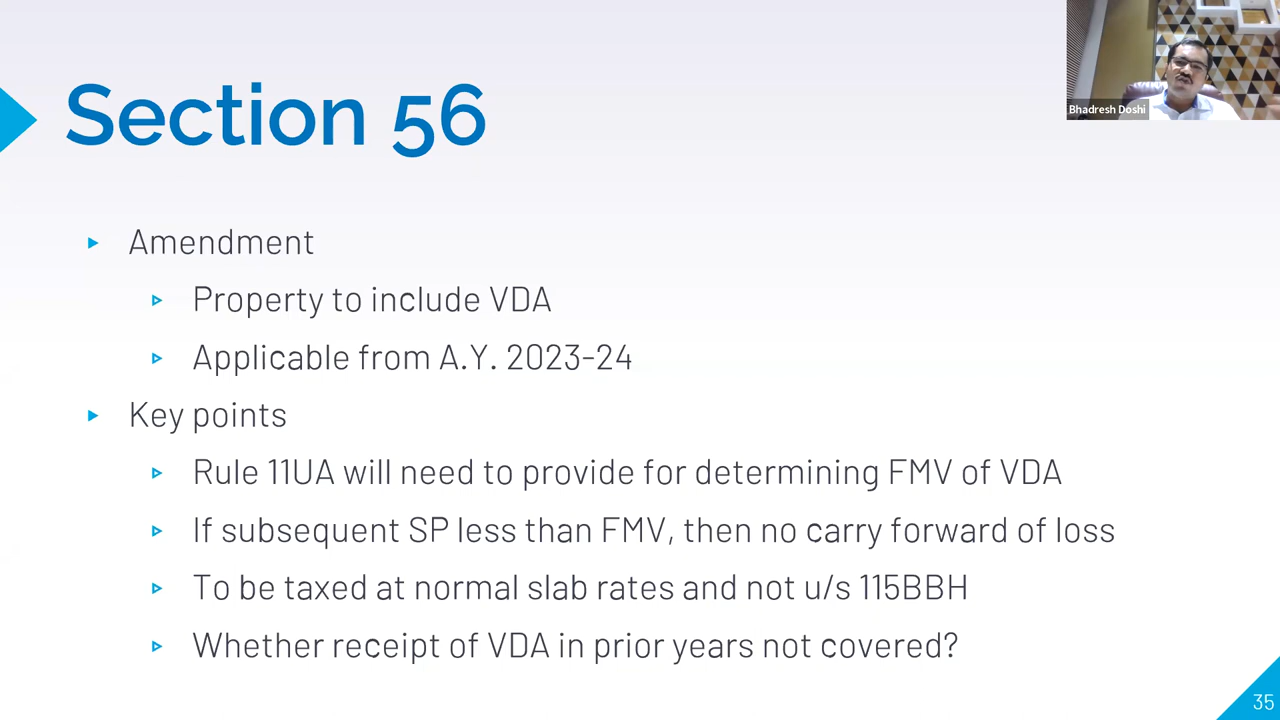 Section 56
Bhadresh Doshi
Amendment
Property to include VDA
Applicable from A.Y. 2023-24
Key points
Rule 11UA will need to provide for determining FMV of VDA
If subsequent SP less than FMV, then no carry forward of loss
To be taxed at normal slab rates and not u/s 115BBH
Whether receipt of VDA in prior years not covered?
35